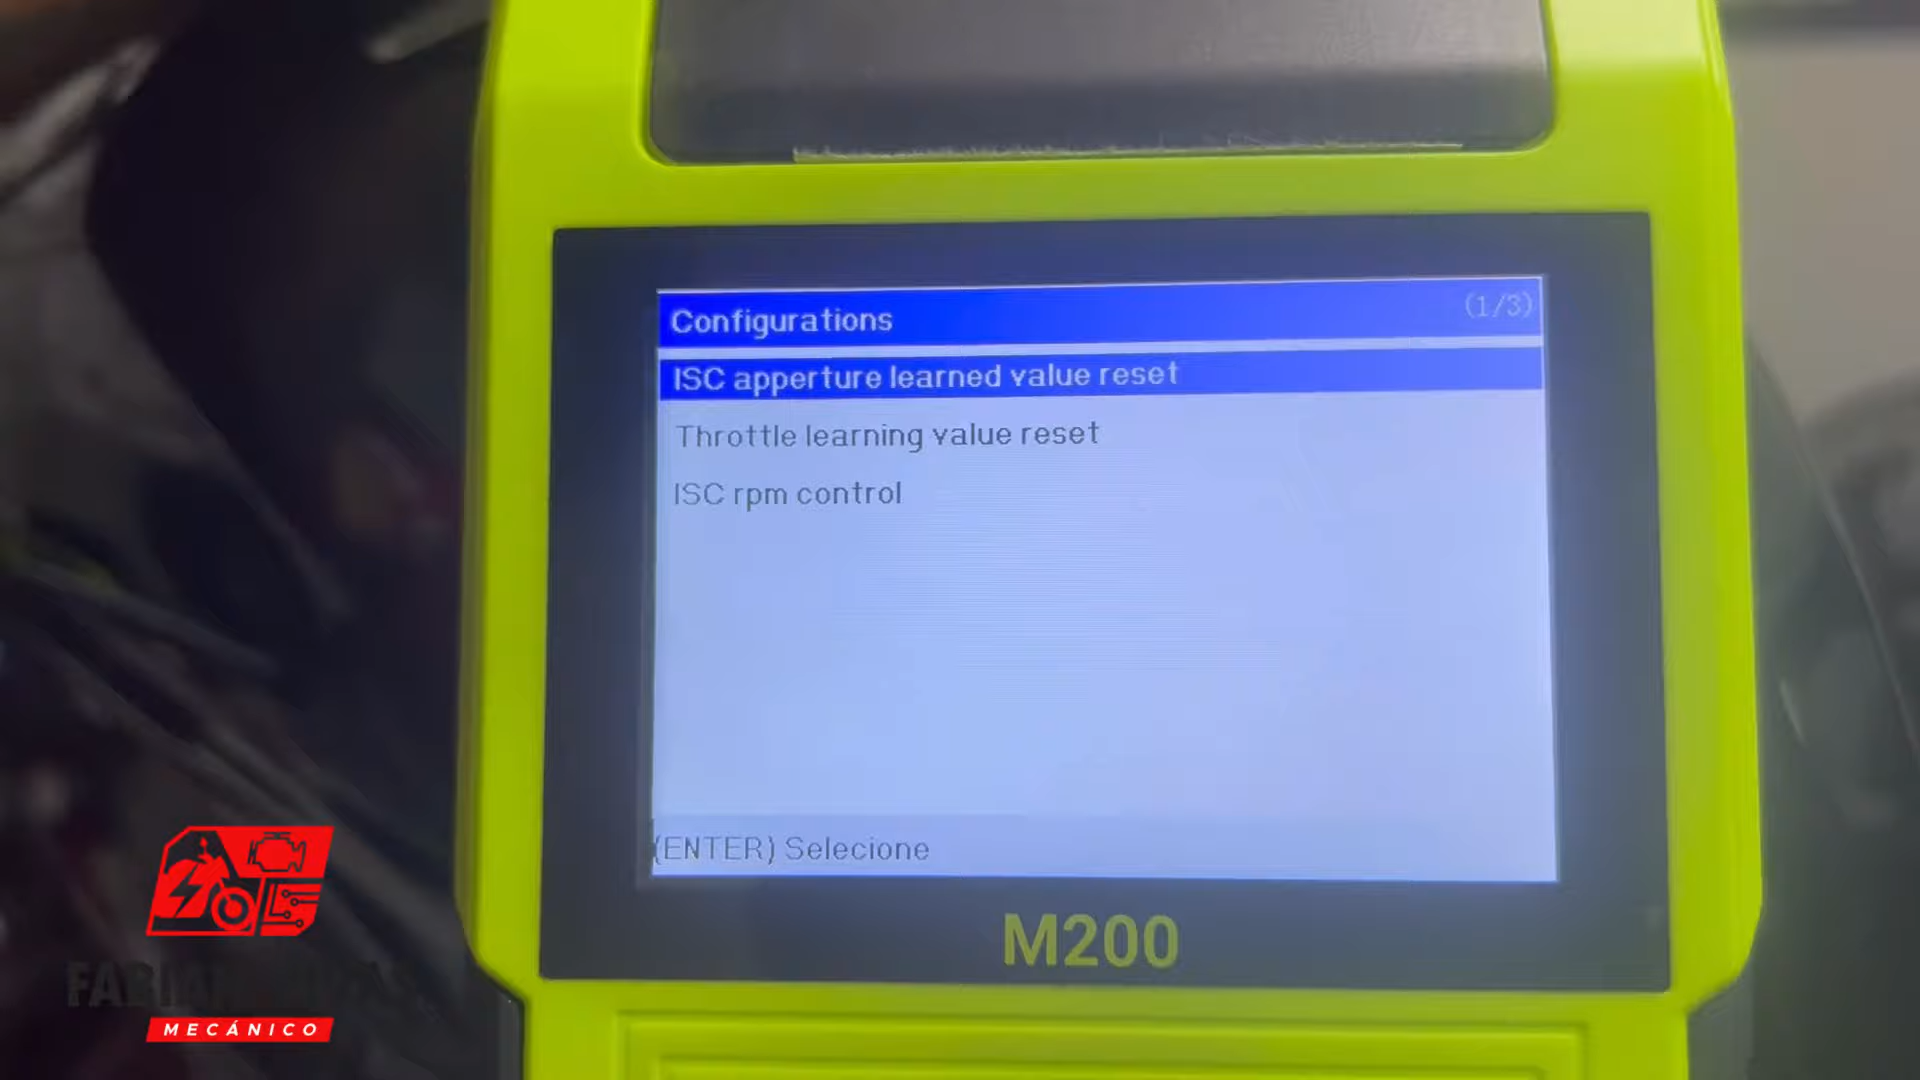 Configurations (1/3)
ISC apperture learned value reset
Throttle learning value reset
ISC rpm control
(ENTER) Selecione
M200
MECÁNICO